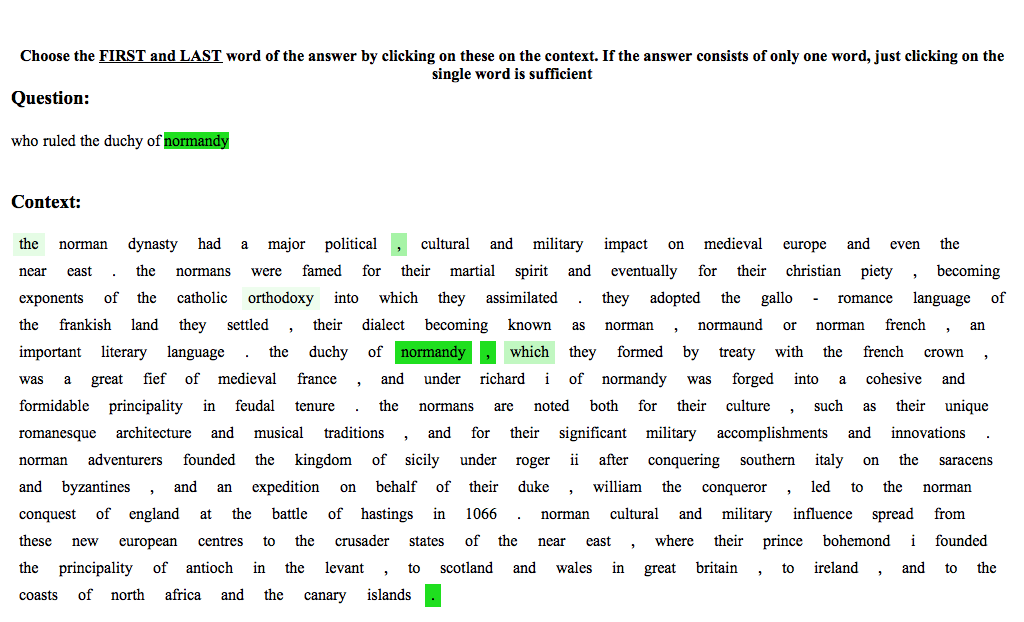 Choose the FIRST and LAST word of the answer by clicking on these on the context. If the answer consists of only one word, just clicking on the
single word is sufficient
Question:
who ruled the duchy of normandy
Context:
the norman dynasty had a major political , cultural and military impact on medieval europe and even the
near east . the normans were famed for their martial spirit and eventually for their christian piety , becoming
exponents of the catholic orthodoxy into which they assimilated . they adopted the gallo - romance language of
the frankish land they settled , their dialect becoming known as norman , normaund or norman french , an
important literary language . the duchy of normandy , which they formed by treaty with the french crown ,
was a great fief of medieval france , and under richard i of normandy was forged into a cohesive and
formidable principality in feudal tenure . the normans are noted both for their culture , such as their unique
romanesque architecture and musical traditions , and for their significant military accomplishments and innovations .
norman adventurers founded the kingdom of sicily under roger ii after conquering southern italy on the saracens
and byzantines , and an expedition on behalf of their duke , william the conqueror , led to the norman
conquest of england at the battle of hastings in 1066 . norman cultural and military influence spread from
these new european centres to the crusader states of the near east , where their prince bohemond i founded
the principality of antioch in the levant , to scotland and wales in great britain , to ireland , and to the
coasts of north africa and the canary islands .